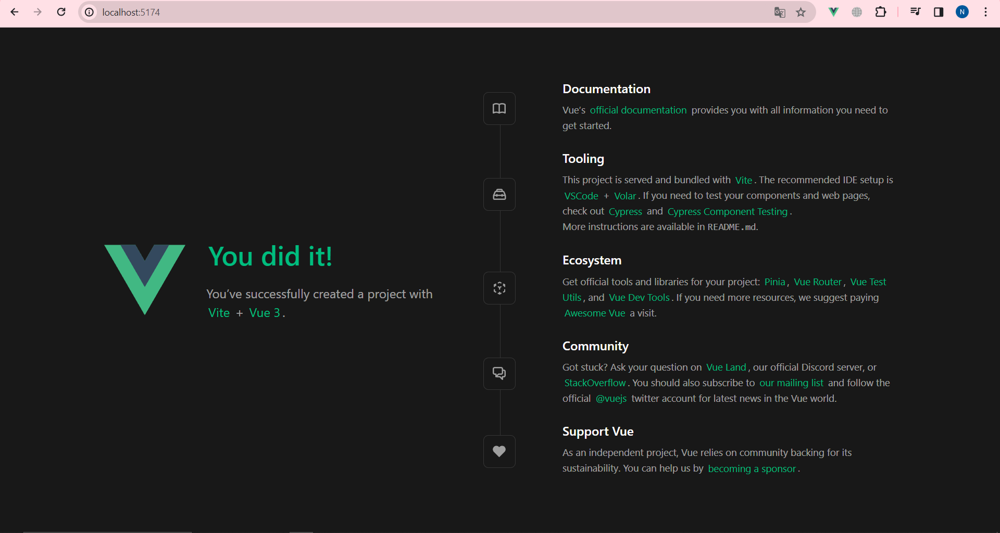 localhost:5174
N
You did it!
You’ve successfully created a project with
Vite + Vue 3.
Documentation
Vue’s official documentation provides you with all information you need to
get started.
Tooling
This project is served and bundled with Vite. The recommended IDE setup is
VSCode + Volar. If you need to test your components and web pages,
check out Cypress and Cypress Component Testing.
More instructions are available in README.md.
Ecosystem
Get official tools and libraries for your project: Pinia, Vue Router, Vue Test
Utils, and Vue Dev Tools. If you need more resources, we suggest paying
Awesome Vue a visit.
Community
Got stuck? Ask your question on Vue Land, our official Discord server, or
StackOverflow. You should also subscribe to our mailing list and follow the
official @vuejs twitter account for latest news in the Vue world.
Support Vue
As an independent project, Vue relies on community backing for its
sustainability. You can help us by becoming a sponsor.